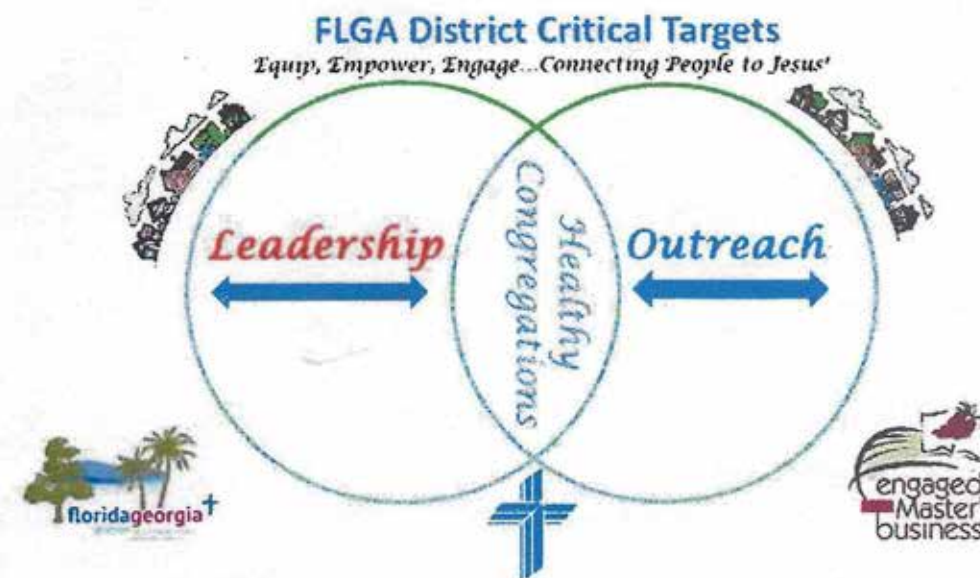 FLGA District Critical Targets
Equip, Empower, Engage...Connecting People to Jesus'
Leadership
Healthy
Congregations
Outreach
floridageorgia
engaged
Master
business